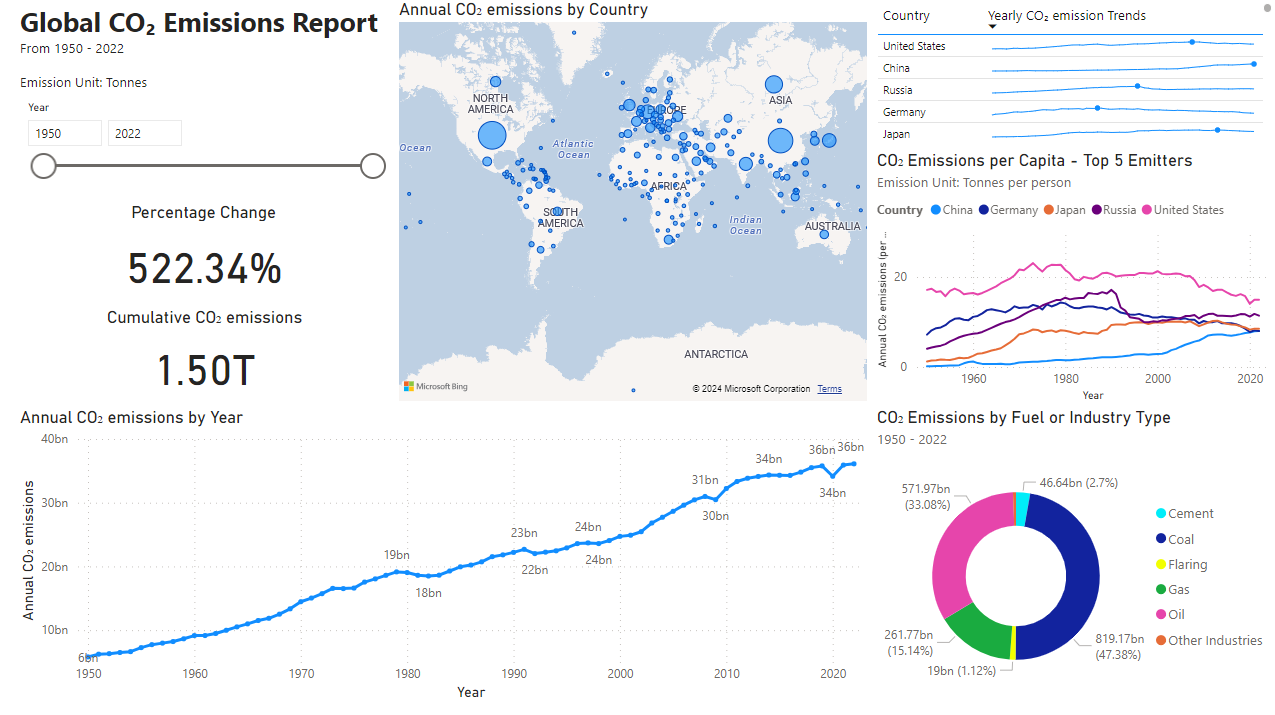 Global CO₂ Emissions Report
From 1950 - 2022
Emission Unit: Tonnes
Year
1950
2022
Percentage Change
522.34%
Cumulative CO₂ emissions
1.50T
Annual CO₂ emissions by Country
NORTH
AMERICA
EUROPE
ASIA
Ocean
Atlantic
Ocean
AFRICA
SOUTH
AMERICA
Indian
Ocean
AUSTRALIA
ANTARCTICA
Microsoft Bing
© 2024 Microsoft Corporation Terms
Country Yearly CO₂ emission Trends
United States
China
Russia
Germany
Japan
CO₂ Emissions per Capita - Top 5 Emitters
Emission Unit: Tonnes per person
Country China Germany Japan Russia United States
Annual CO₂ emissions (per ...
20
0
1960 1980 2000 2020
Year
Annual CO₂ emissions by Year
Annual CO₂ emissions
40bn
30bn
20bn
10bn
6bn
19bn
18bn
23bn
22bn
24bn
24bn
31bn
30bn
34bn
36bn
34bn
36bn
1950 1960 1970 1980 1990 2000 2010 2020
Year
CO₂ Emissions by Fuel or Industry Type
1950 - 2022
46.64bn (2.7%)
571.97bn
(33.08%)
261.77bn
(15.14%)
19bn (1.12%)
819.17bn
(47.38%)
Cement
Coal
Flaring
Gas
Oil
Other Industries